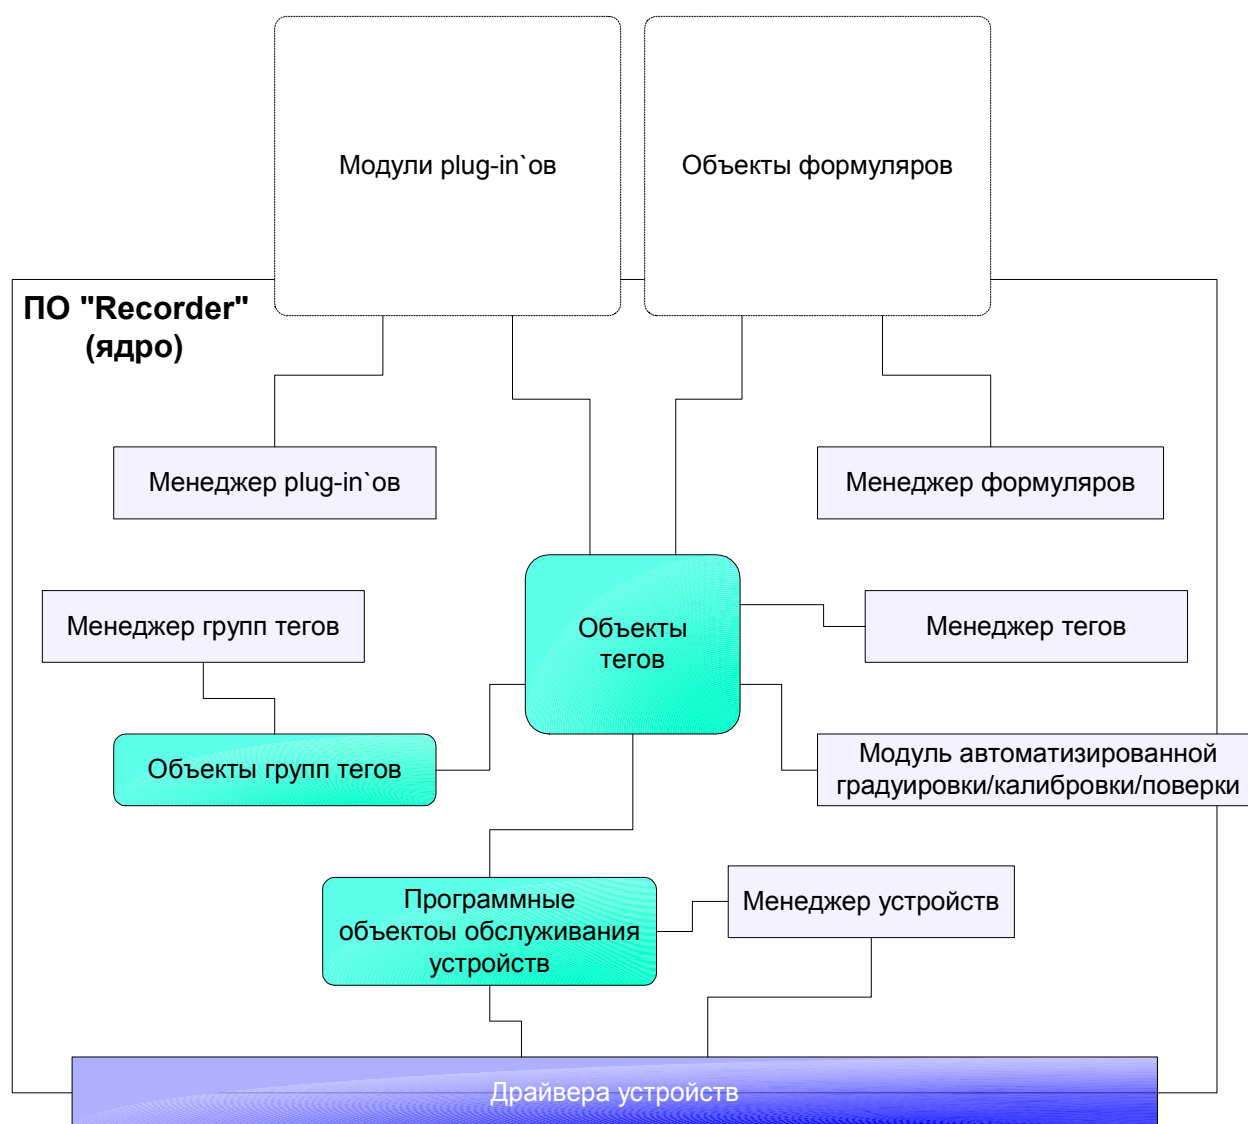 Модули plug-in`ов
Объекты формуляров
ПО "Recorder"
(ядро)
Менеджер plug-in`ов
Менеджер формуляров
Менеджер групп тегов
Объекты
тегов
Менеджер тегов
Объекты групп тегов
Модуль автоматизированной
градуировки/калибровки/поверки
Программные
объектоы обслуживания
устройств
Менеджер устройств
Драйвера устройств